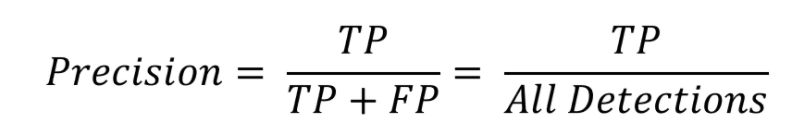 Precision = TP / TP + FP = TP / All Detections